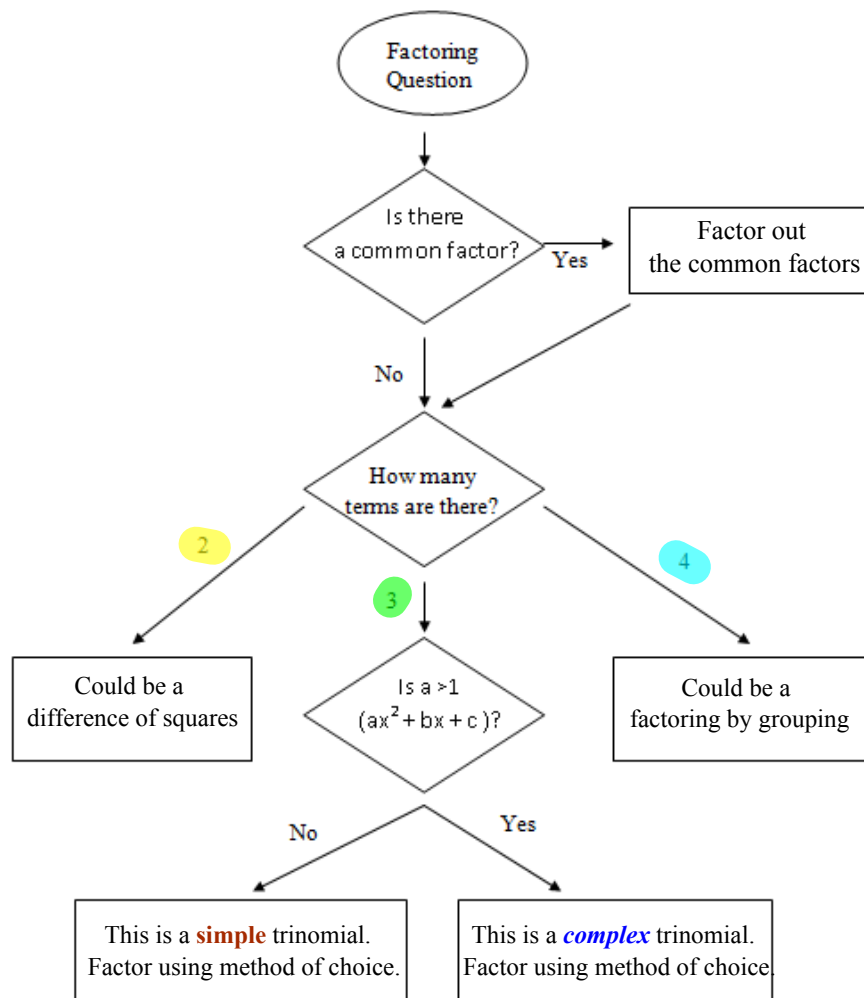 Factoring
Question
Is there
a common factor?
Yes
Factor out
the common factors
No
How many
terms are there?
2
3
4
Could be a
difference of squares
Is a >1
(ax² + bx + c)?
Could be a
factoring by grouping
No
Yes
This is a simple trinomial.
Factor using method of choice.
This is a complex trinomial.
Factor using method of choice.